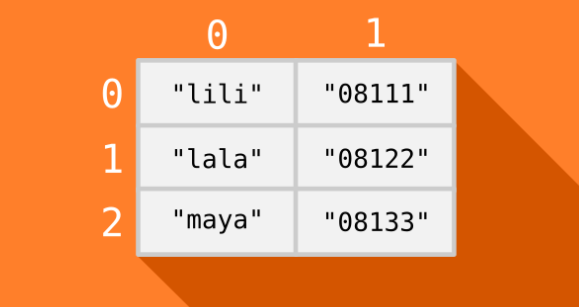 0 1
0 "lili" "08111"
1 "lala" "08122"
2 "maya" "08133"